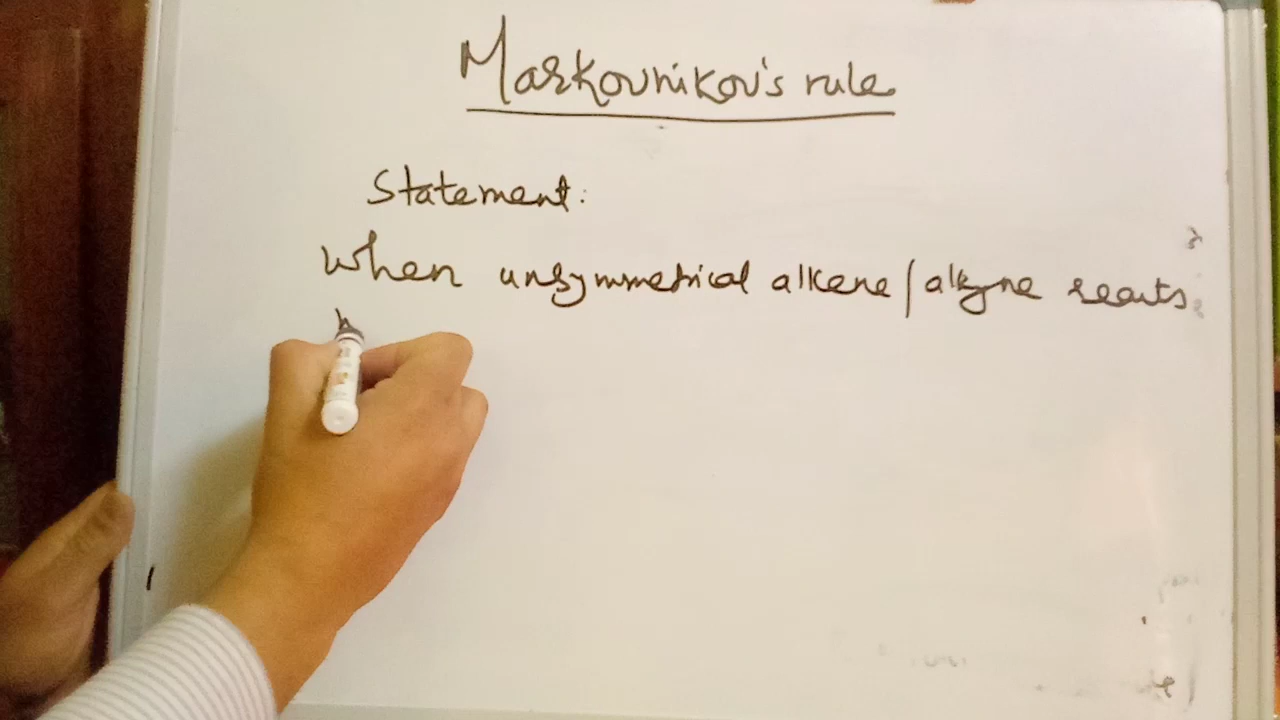 Markovnikov's rule
Statement:
When unsymmetrical alkene/alkyne reacts